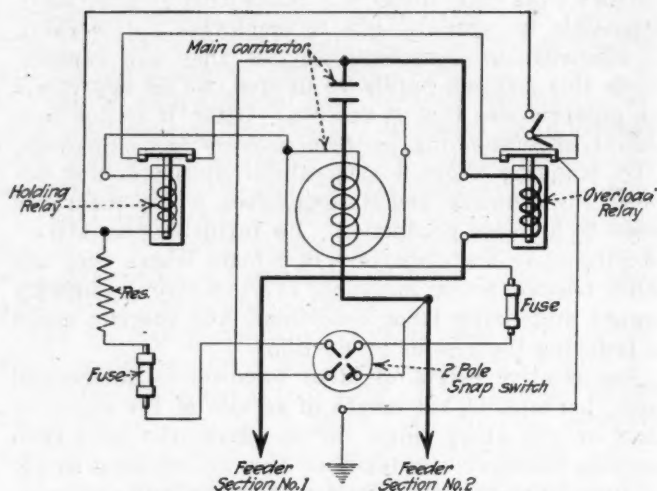 Main contactor
Holding
Relay
Overload
Relay
Res.
Fuse
Fuse
2 Pole
Snap switch
Feeder
Section No.1
Feeder
Section No.2